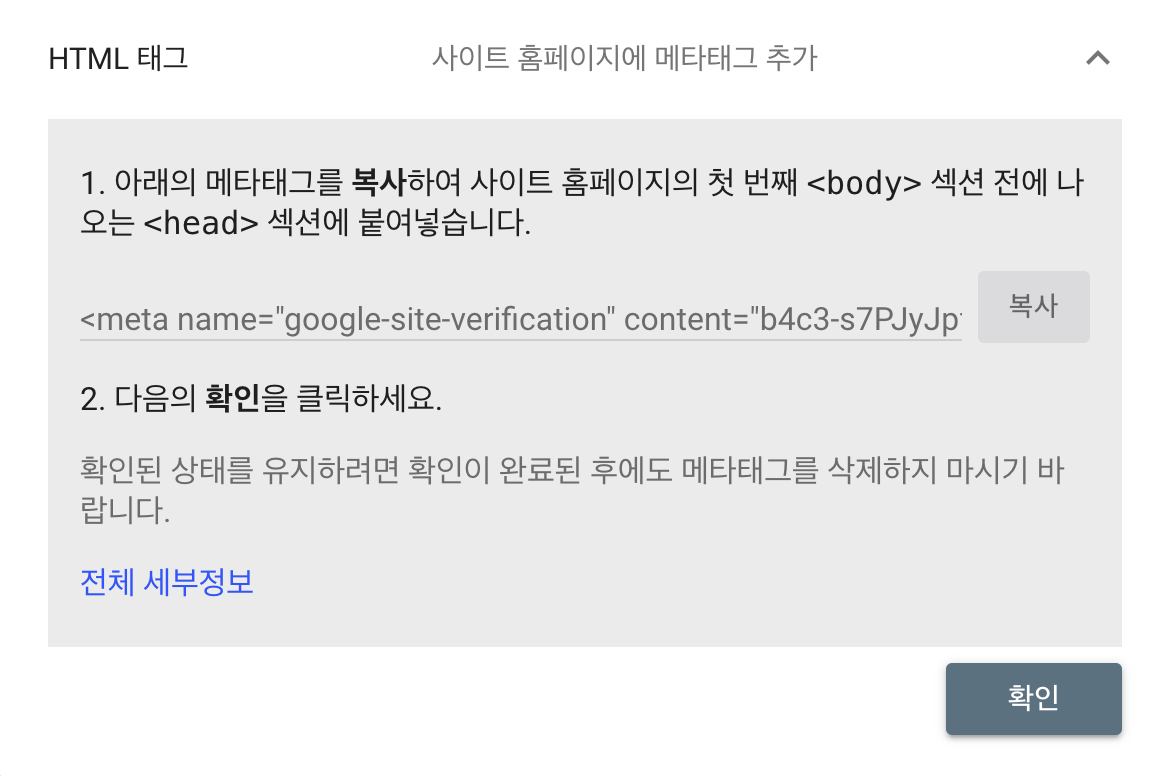 HTML 태그
사이트 홈페이지에 메타태그 추가
1. 아래의 메타태그를 복사하여 사이트 홈페이지의 첫 번째 <body> 섹션 전에 나
오는 <head> 섹션에 붙여넣습니다.
<meta name="google-site-verification" content="b4c3-s7PJyJp
복사
2. 다음의 확인을 클릭하세요.
확인된 상태를 유지하려면 확인이 완료된 후에도 메타태그를 삭제하지 마시기 바
랍니다.
전체 세부정보
확인